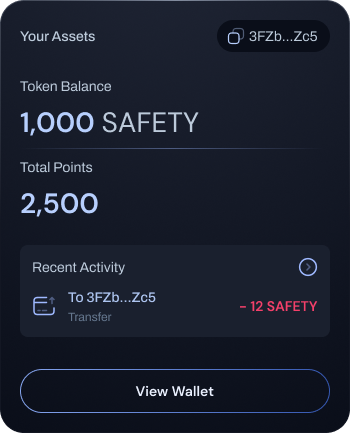 Your Assets 3FZb...Zc5
Token Balance
1,000 SAFETY
Total Points
2,500
Recent Activity
To 3FZb...Zc5
Transfer
- 12 SAFETY
View Wallet